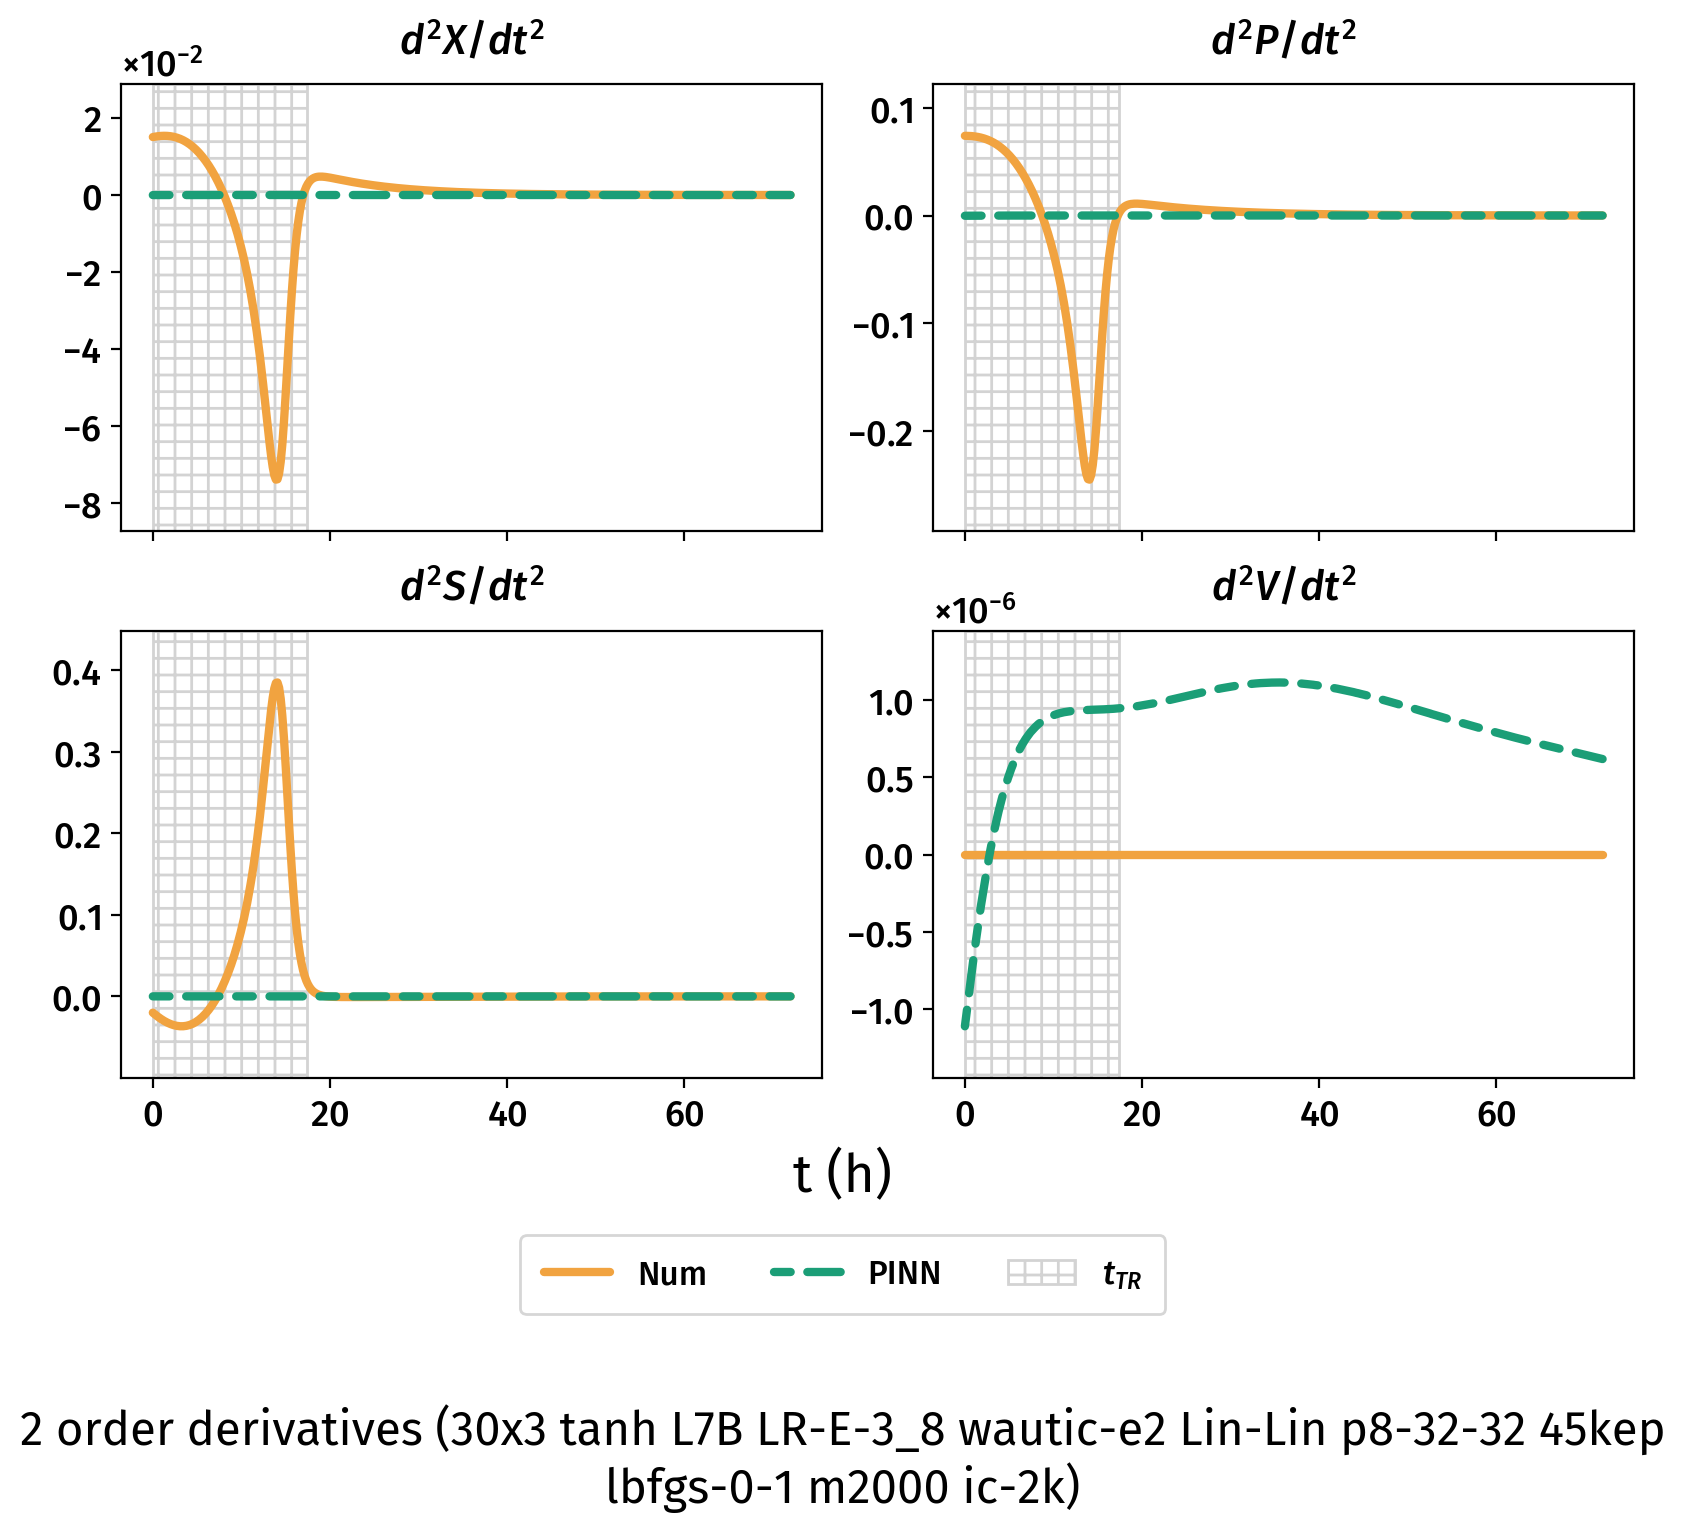 d²X/dt²
×10⁻²
2
0
−2
−4
−6
−8
d²P/dt²
0.1
0.0
−0.1
−0.2
d²S/dt²
0.4
0.3
0.2
0.1
0.0
0 20 40 60
d²V/dt²
×10⁻⁶
1.0
0.5
0.0
−0.5
−1.0
0 20 40 60
t (h)
Num PINN t_TR
2 order derivatives (30x3 tanh L7B LR-E-3_8 wautic-e2 Lin-Lin p8-32-32 45kep
lbfgs-0-1 m2000 ic-2k)